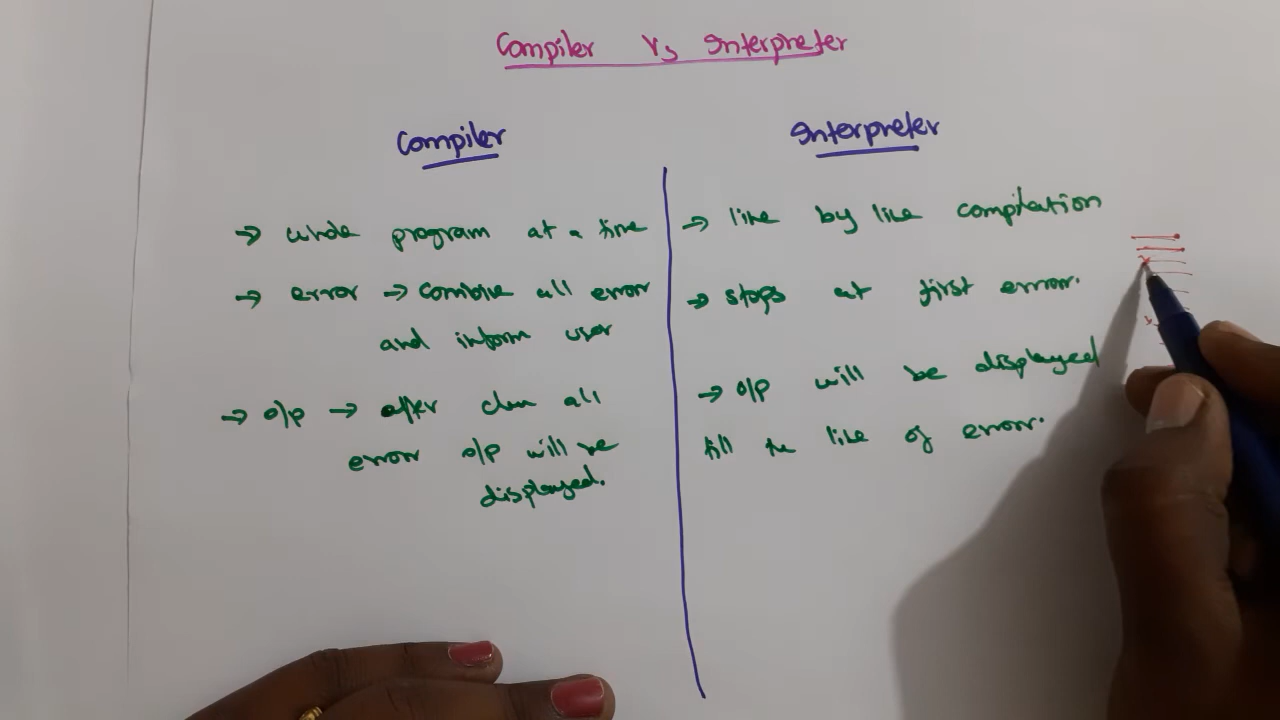 Compiler Vs Interpreter
Compiler
→ whole program at a time
→ error → combine all error
and inform user
→ o/p → after clear all
error o/p will be
displayed.
Interpreter
→ line by line compilation
→ stops at first error.
→ o/p will be displayed
till the line of error.